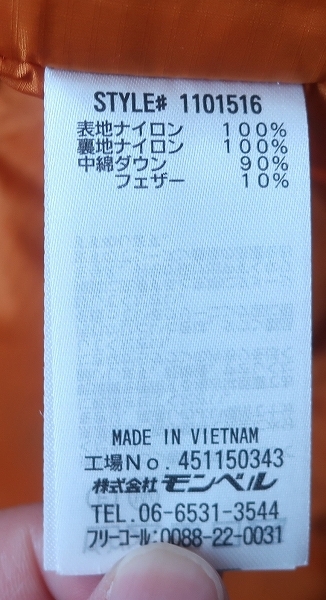 STYLE# 1101516
表地ナイロン 100%
裏地ナイロン 100%
中綿ダウン 90%
フェザー 10%
MADE IN VIETNAM
工場No. 451150343
株式会社 モンベル
TEL. 06-6531-3544
フリーコール:0088-22-0031